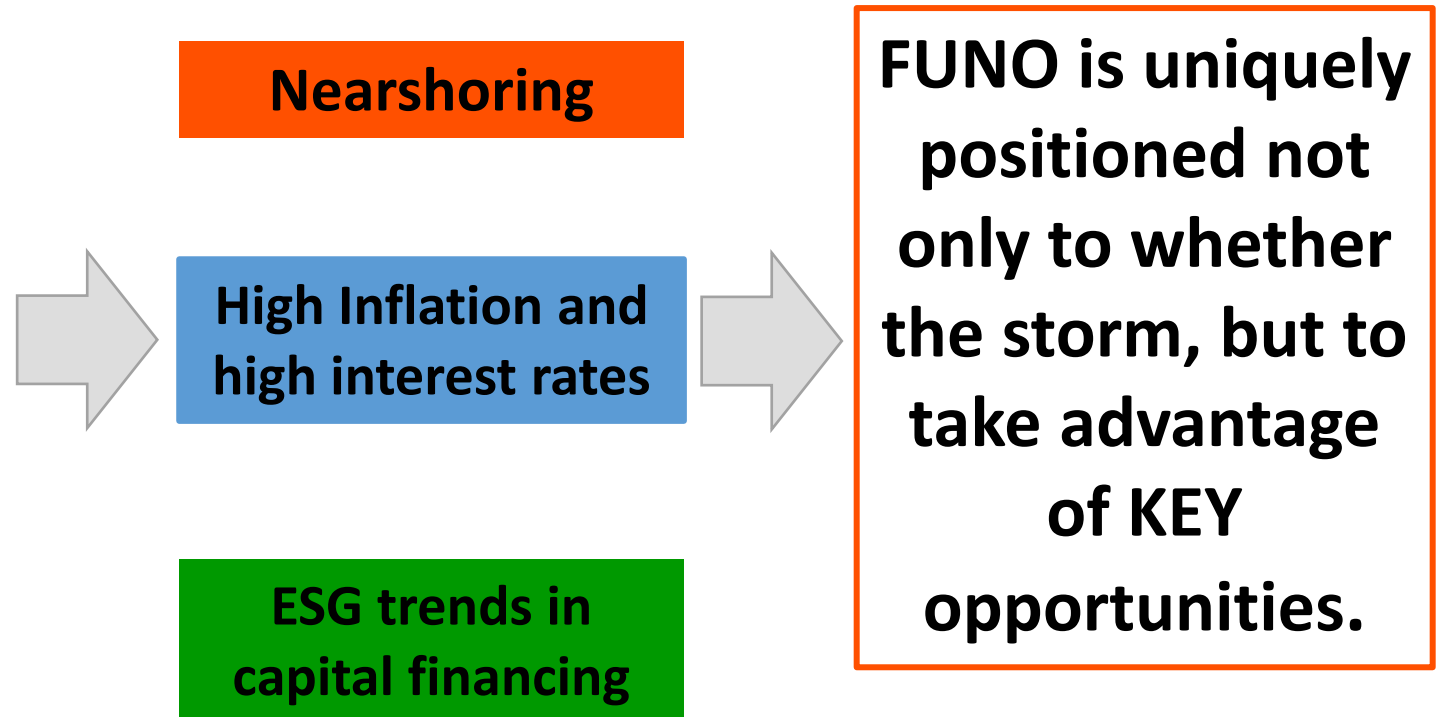 Nearshoring
High Inflation and
high interest rates
ESG trends in
capital financing
FUNO is uniquely
positioned not
only to whether
the storm, but to
take advantage
of KEY
opportunities.